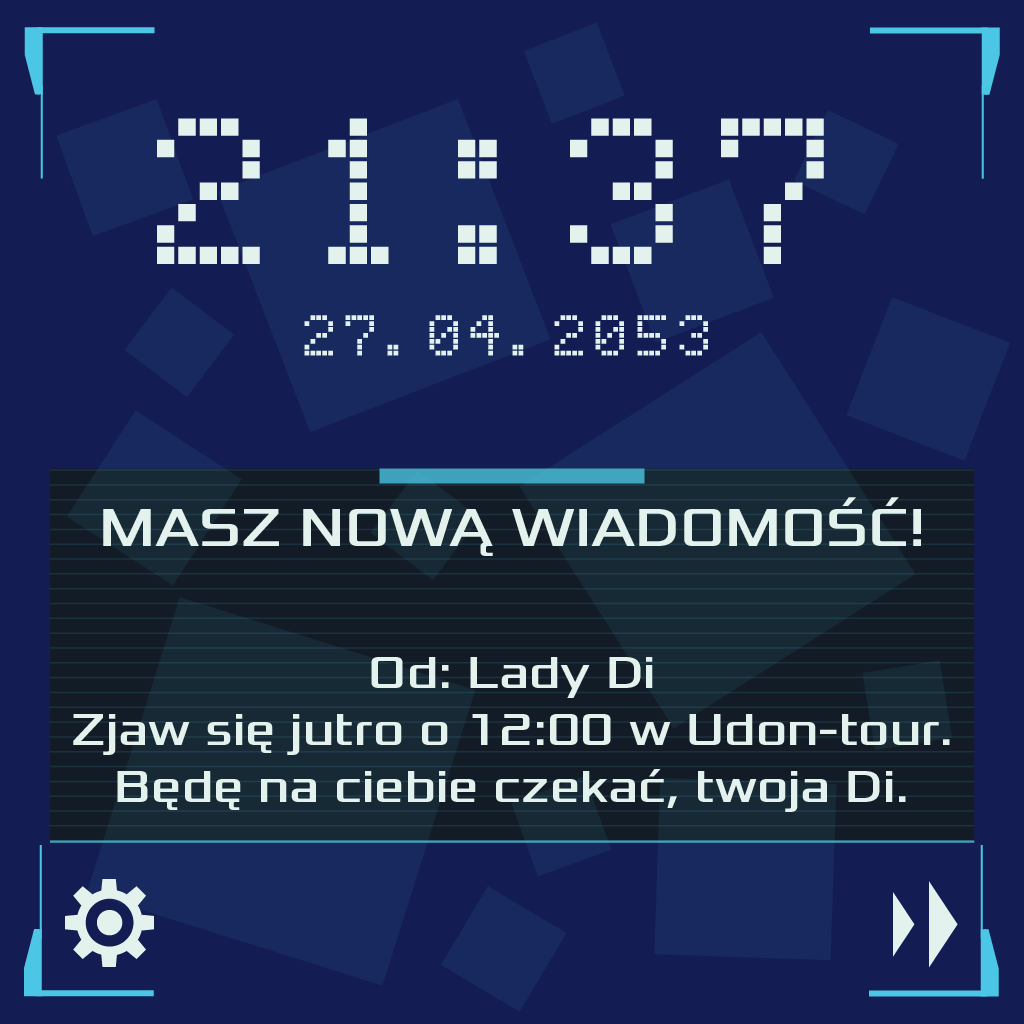 21:37
27.04.2053
MASZ NOWĄ WIADOMOŚĆ!
Od: Lady Di
Zjaw się jutro o 12:00 w Udon-tour.
Będę na ciebie czekać, twoja Di.